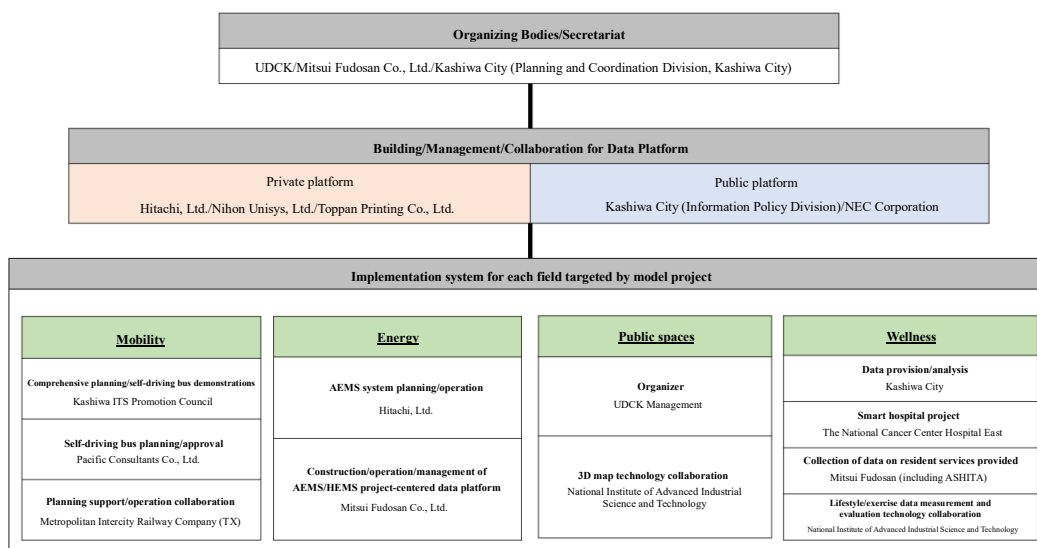 Organizing Bodies/Secretariat
UDCK/Mitsui Fudosan Co., Ltd./Kashiwa City (Planning and Coordination Division, Kashiwa City)
Building/Management/Collaboration for Data Platform
Private platform
Hitachi, Ltd./Nihon Unisys, Ltd./Toppan Printing Co., Ltd.
Public platform
Kashiwa City (Information Policy Division)/NEC Corporation
Implementation system for each field targeted by model project
Mobility
Comprehensive planning/self-driving bus demonstrations
Kashiwa ITS Promotion Council
Self-driving bus planning/approval
Pacific Consultants Co., Ltd.
Planning support/operation collaboration
Metropolitan Intercity Railway Company (TX)
Energy
AEMS system planning/operation
Hitachi, Ltd.
Construction/operation/management of
AEMS/HEMS project-centered data platform
Mitsui Fudosan Co., Ltd.
Public spaces
Organizer
UDCK Management
3D map technology collaboration
National Institute of Advanced Industrial
Science and Technology
Wellness
Data provision/analysis
Kashiwa City
Smart hospital project
The National Cancer Center Hospital East
Collection of data on resident services provided
Mitsui Fudosan (including ASHITA)
Lifestyle/exercise data measurement and
evaluation technology collaboration
National Institute of Advanced Industrial Science and Technology